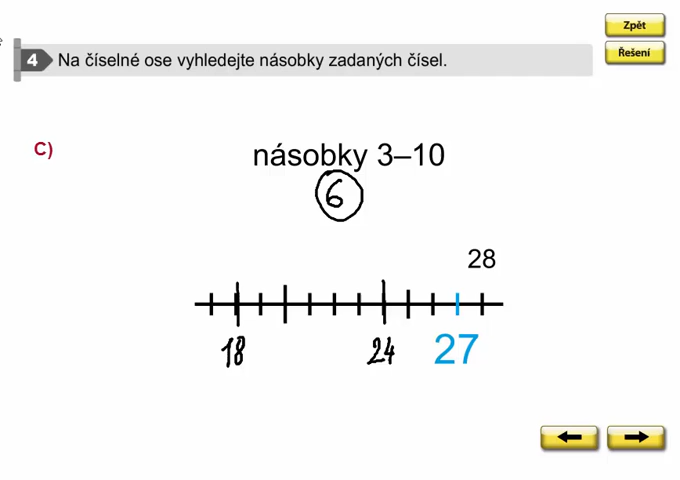 Zpět
4 Na číselné ose vyhledejte násobky zadaných čísel.
Řešení
C)
násobky 3–10
6
28
18 24 27